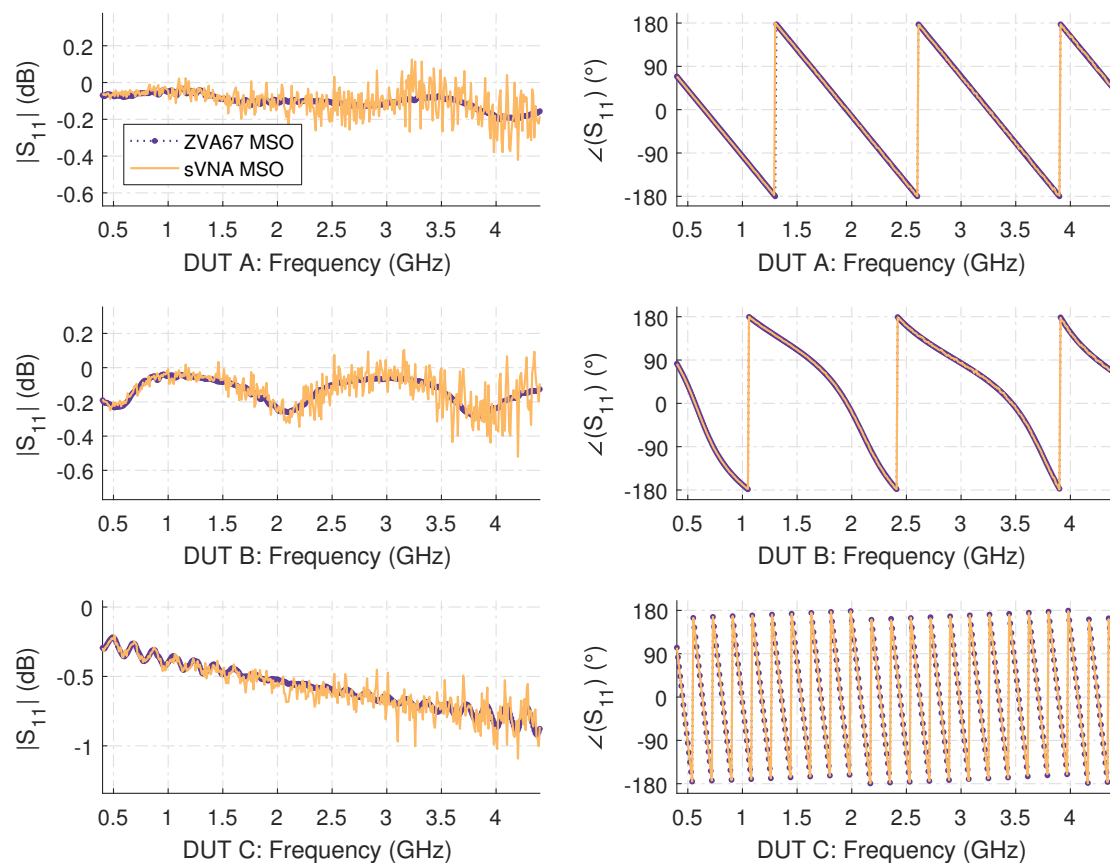 0.2
0
-0.2
-0.4
-0.6
|S11| (dB)
ZVA67 MSO
sVNA MSO
0.5 1 1.5 2 2.5 3 3.5 4
DUT A: Frequency (GHz)
180
90
0
-90
-180
∠(S11) (°)
0.5 1 1.5 2 2.5 3 3.5 4
DUT A: Frequency (GHz)
0.2
0
-0.2
-0.4
-0.6
|S11| (dB)
0.5 1 1.5 2 2.5 3 3.5 4
DUT B: Frequency (GHz)
180
90
0
-90
-180
∠(S11) (°)
0.5 1 1.5 2 2.5 3 3.5 4
DUT B: Frequency (GHz)
0
-0.5
-1
|S11| (dB)
0.5 1 1.5 2 2.5 3 3.5 4
DUT C: Frequency (GHz)
180
90
0
-90
-180
∠(S11) (°)
0.5 1 1.5 2 2.5 3 3.5 4
DUT C: Frequency (GHz)